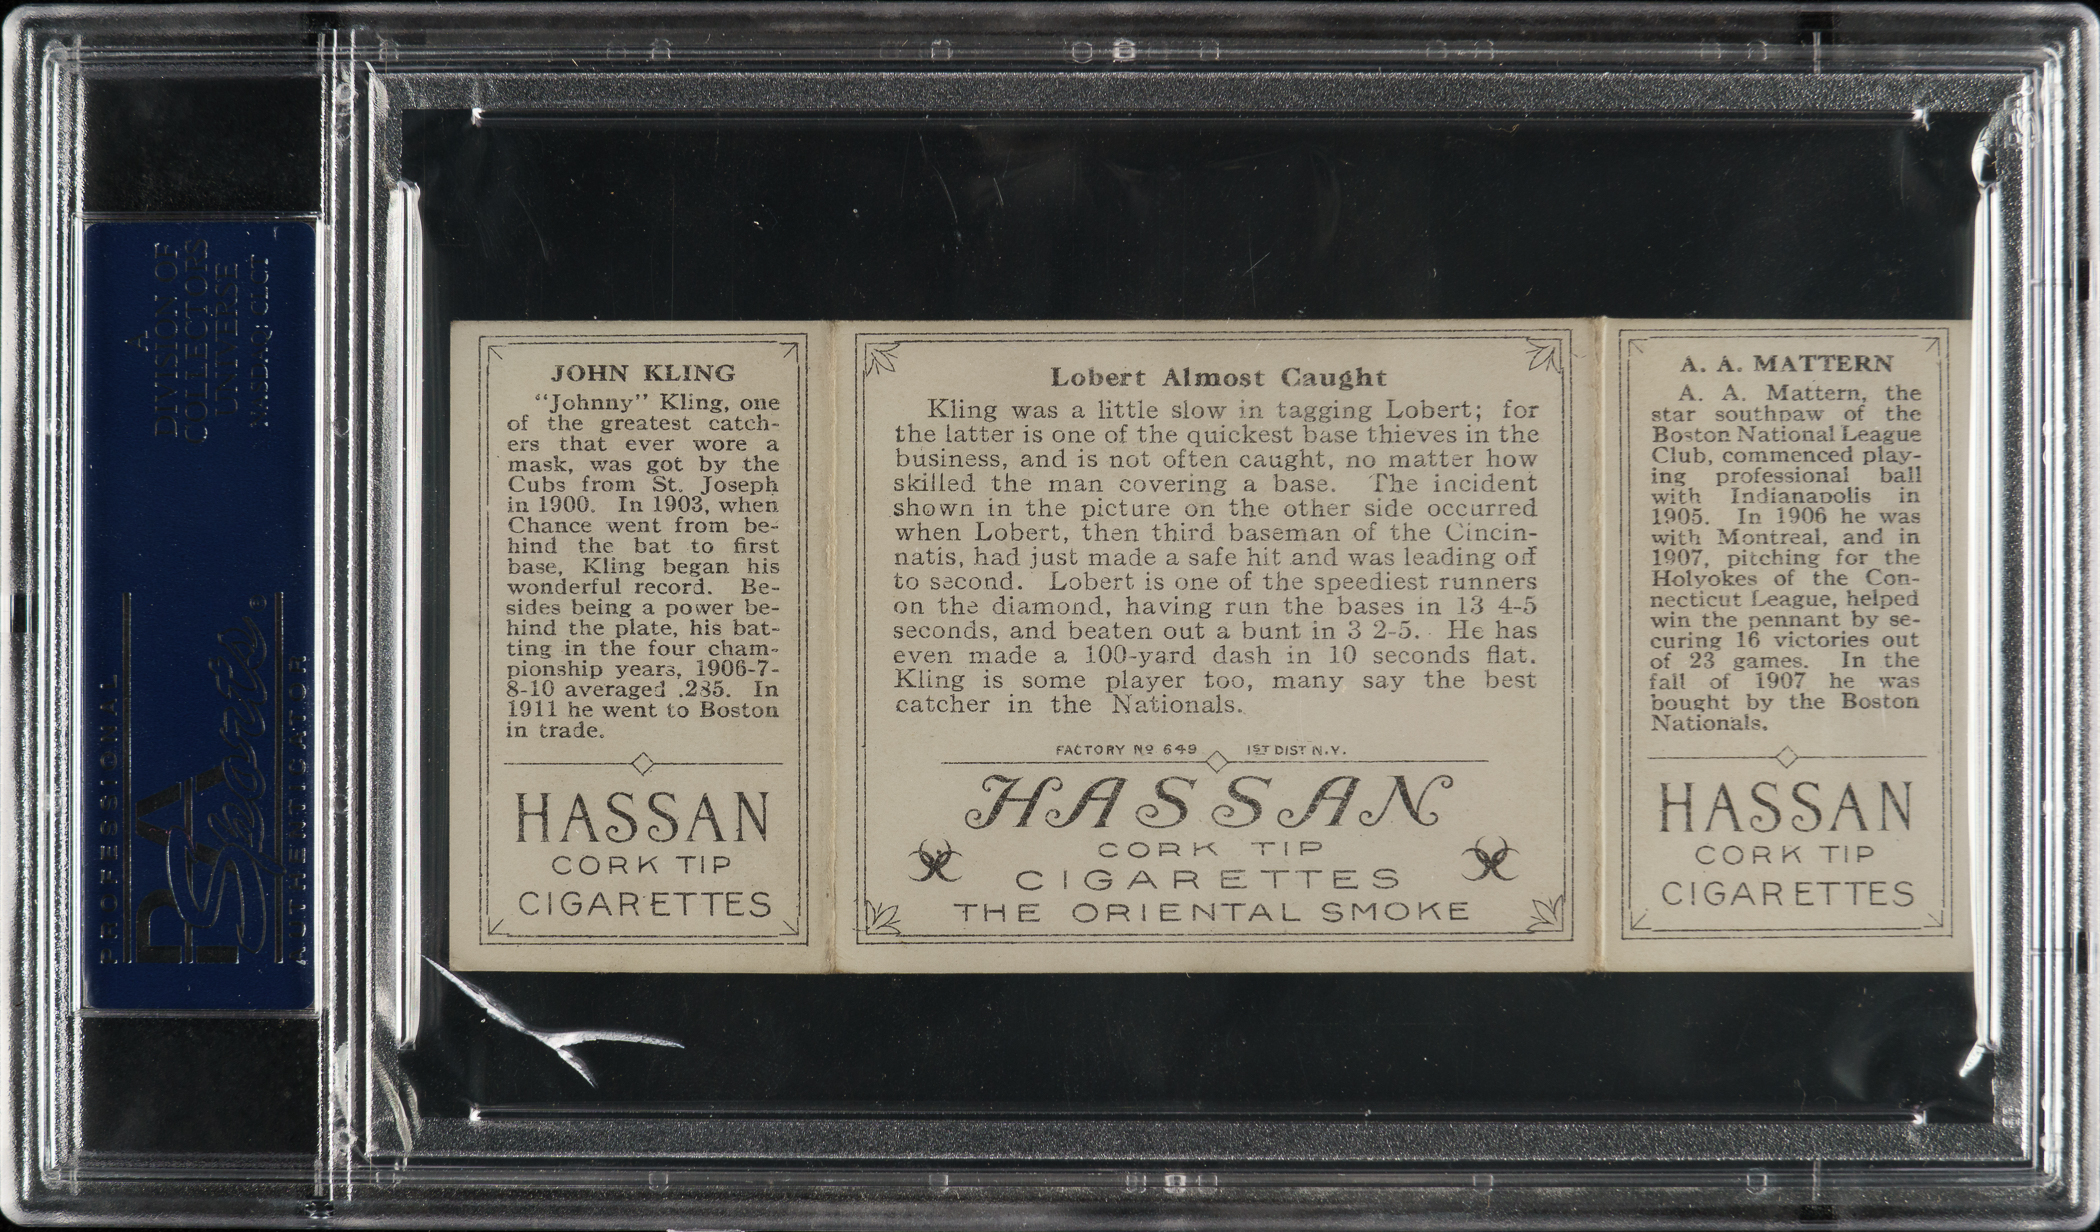 DIVISION OF
COLLECTORS
UNIVERSE
PROFESSIONAL
PSA
Sports
AUTHENTICATOR
JOHN KLING
"Johnny" Kling, one
of the greatest catch-
ers that ever wore a
mask, was got by the
Cubs from St. Joseph
in 1900. In 1903, when
Chance went from be-
hind the bat to first
base, Kling began his
wonderful record. Be-
sides being a power be-
hind the plate, his bat-
ting in the four cham-
pionship years, 1906-7-
8-10 averaged .285. In
1911 he went to Boston
in trade.
HASSAN
CORK TIP
CIGARETTES
Lobert Almost Caught
Kling was a little slow in tagging Lobert; for
the latter is one of the quickest base thieves in the
business, and is not often caught, no matter how
skilled the man covering a base. The incident
shown in the picture on the other side occurred
when Lobert, then third baseman of the Cincin-
natis, had just made a safe hit and was leading off
to second. Lobert is one of the speediest runners
on the diamond, having run the bases in 13 4-5
seconds, and beaten out a bunt in 3 2-5. He has
even made a 100-yard dash in 10 seconds flat.
Kling is some player too, many say the best
catcher in the Nationals.
FACTORY No 649 1ST DIST N.Y.
HASSAN
CORK TIP
CIGARETTES
THE ORIENTAL SMOKE
A. A. MATTERN
A. A. Mattern, the
star southpaw of the
Boston National League
Club, commenced play-
ing professional ball
with Indianapolis in
1905. In 1906 he was
with Montreal, and in
1907, pitching for the
Holyokes of the Con-
necticut League, helped
win the pennant by se-
curing 16 victories out
of 23 games. In the
fall of 1907 he was
bought by the Boston
Nationals.
HASSAN
CORK TIP
CIGARETTES